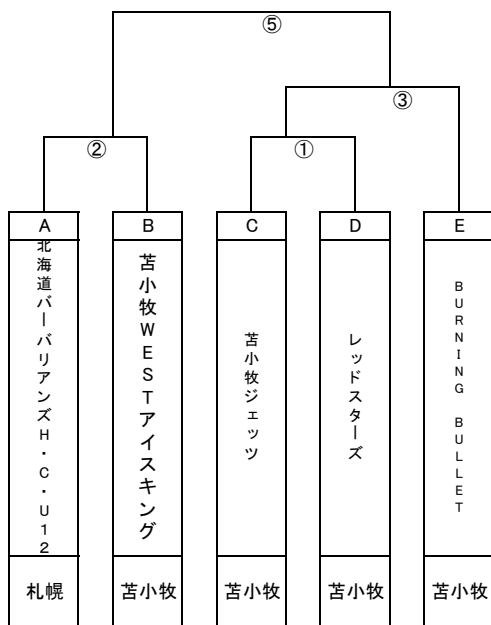 ⑤
③
②
①
A
B
C
D
E
北海道バーバリアンズH・C・U12
苫小牧WESTアイスキング
苫小牧ジェッツ
レッドスターズ
BURNING BULLET
札幌
苫小牧
苫小牧
苫小牧
苫小牧